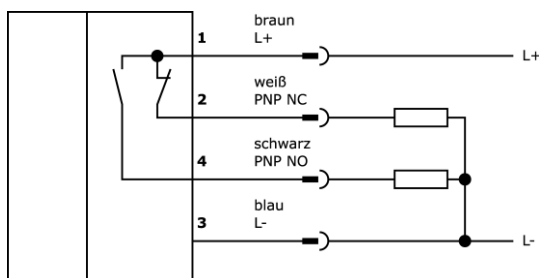 braun
1 L+
L+
weiß
2 PNP NC
schwarz
4 PNP NO
blau
3 L-
L-